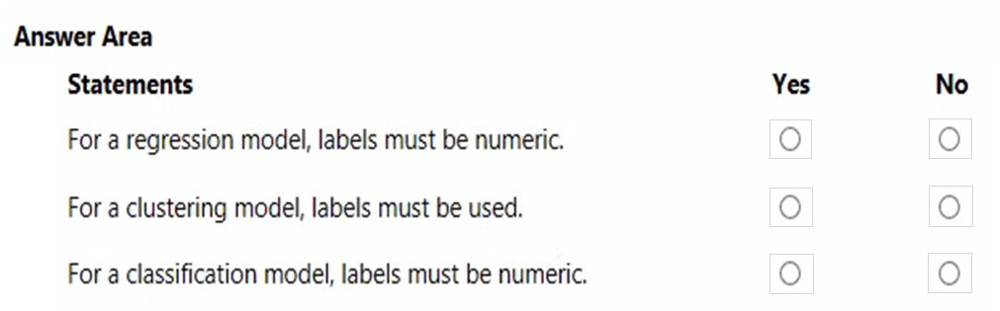 Answer Area
Statements Yes No
For a regression model, labels must be numeric.
For a clustering model, labels must be used.
For a classification model, labels must be numeric.